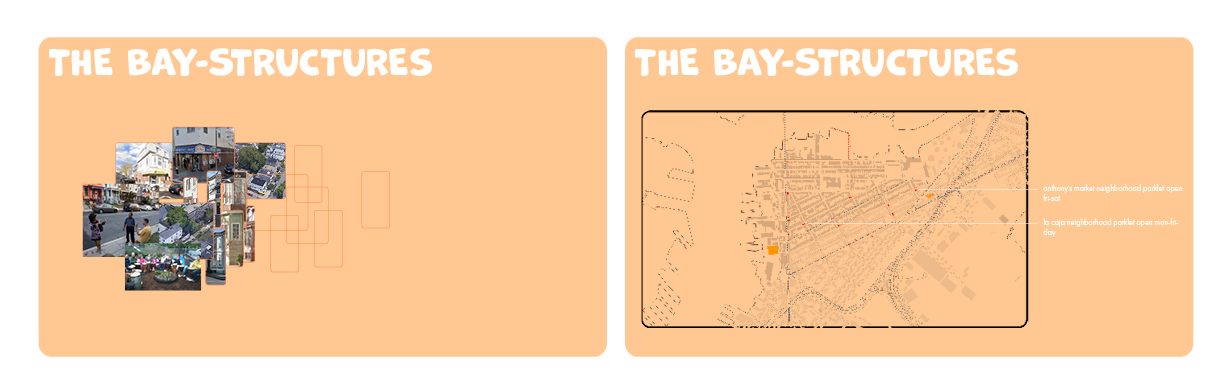 THE BAY-STRUCTURES
THE BAY-STRUCTURES
anthony's market neighborhood parklet open
fri-sat
la caja neighborhood parklet open mon-fri-
day